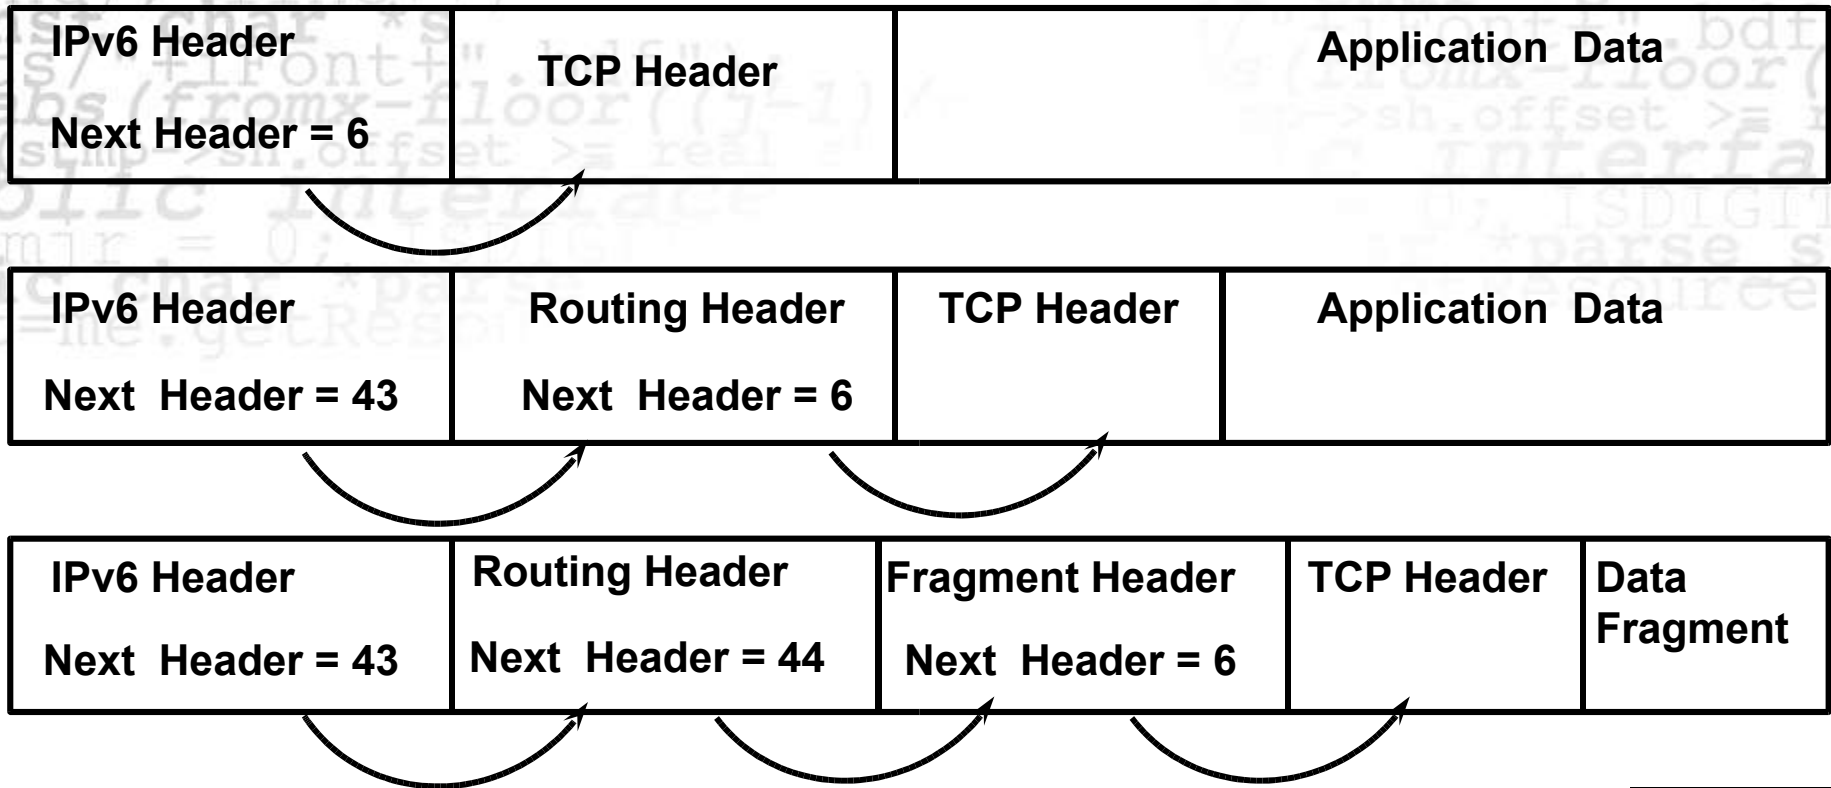 IPv6 Header
TCP Header
Application Data
Next Header = 6
IPv6 Header
Routing Header
TCP Header
Application Data
Next Header = 43
Next Header = 6
IPv6 Header
Routing Header
Fragment Header
TCP Header
Data
Fragment
Next Header = 43
Next Header = 44
Next Header = 6